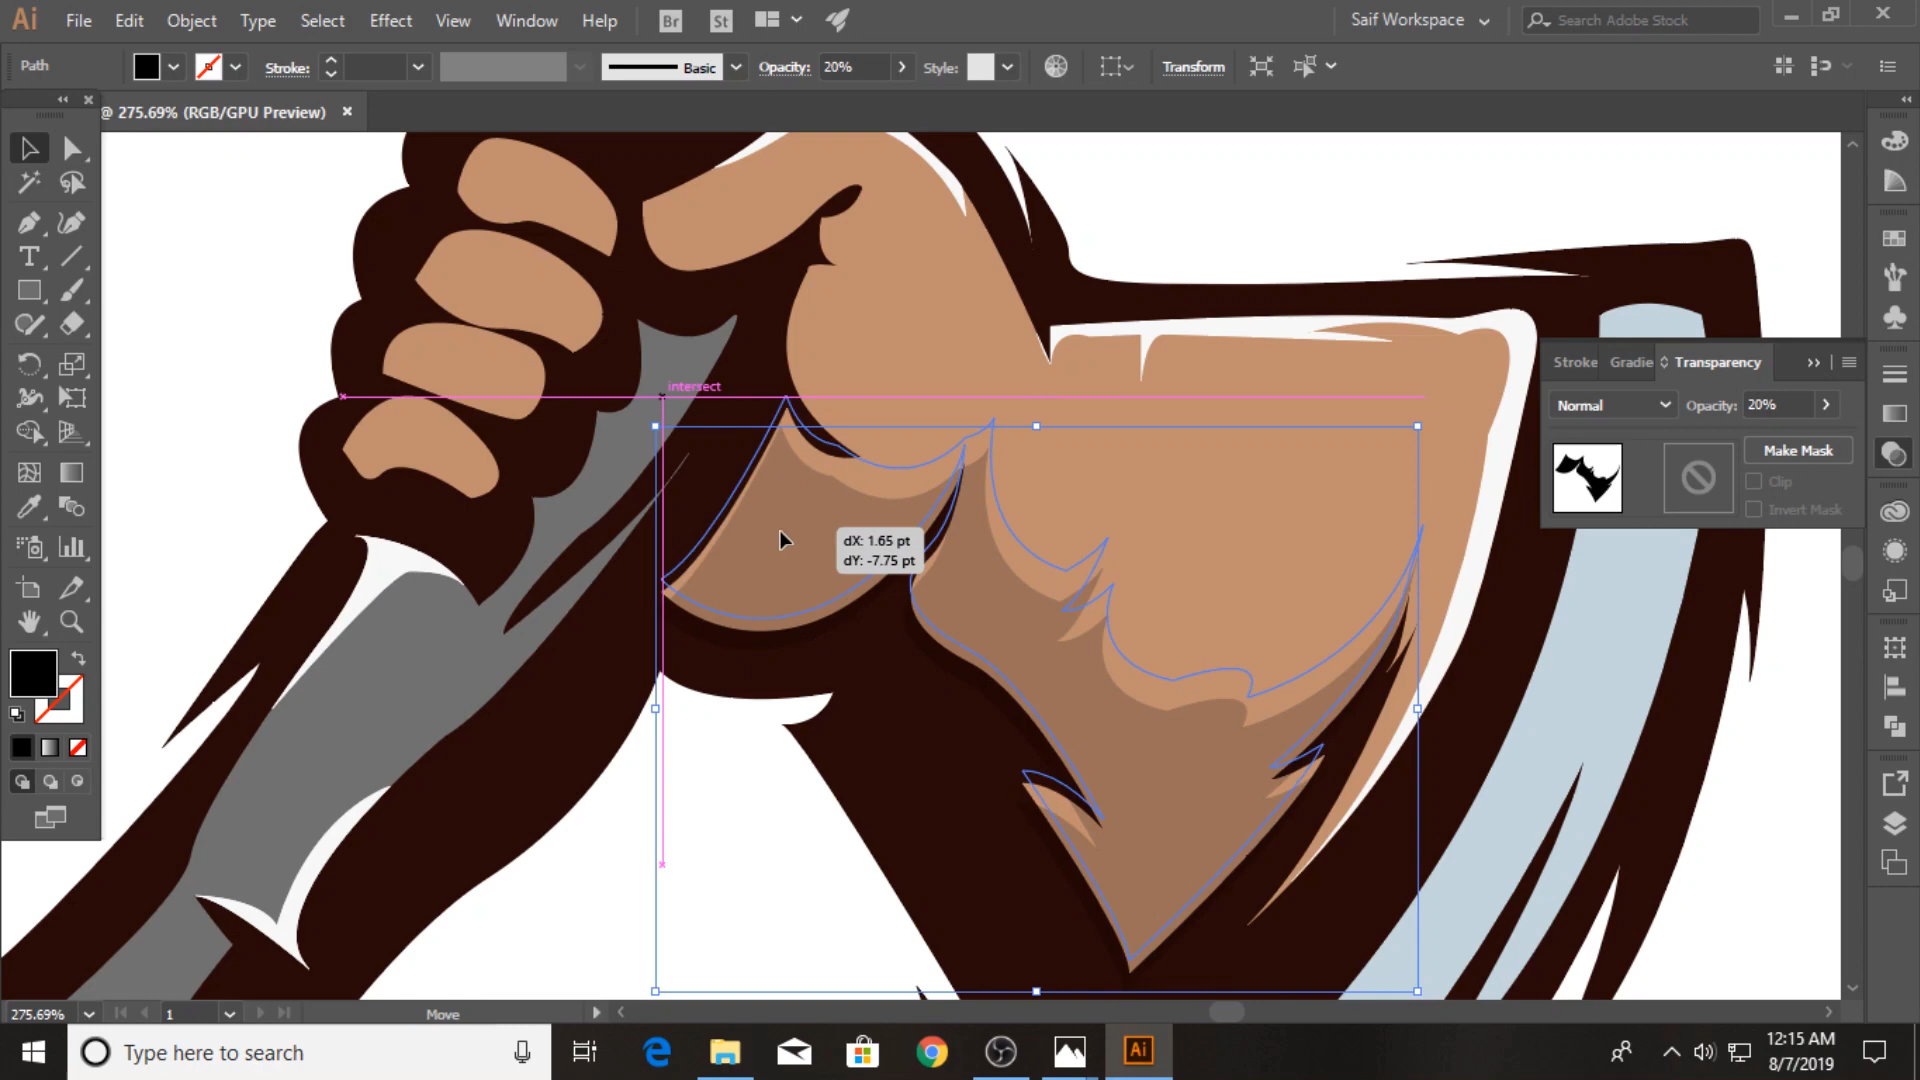 Ai File Edit Object Type Select Effect View Window Help Br St Saif Workspace Search Adobe Stock
Path Stroke: Basic Opacity: 20% Style: Transform
@ 275.69% (RGB/GPU Preview)
Stroke Gradie Transparency
intersect
Normal Opacity: 20%
Make Mask
Clip
Invert Mask
dX: 1.65 pt
dY: -7.75 pt
T
275.69% 1 Move
Type here to search
Ai
12:15 AM
8/7/2019